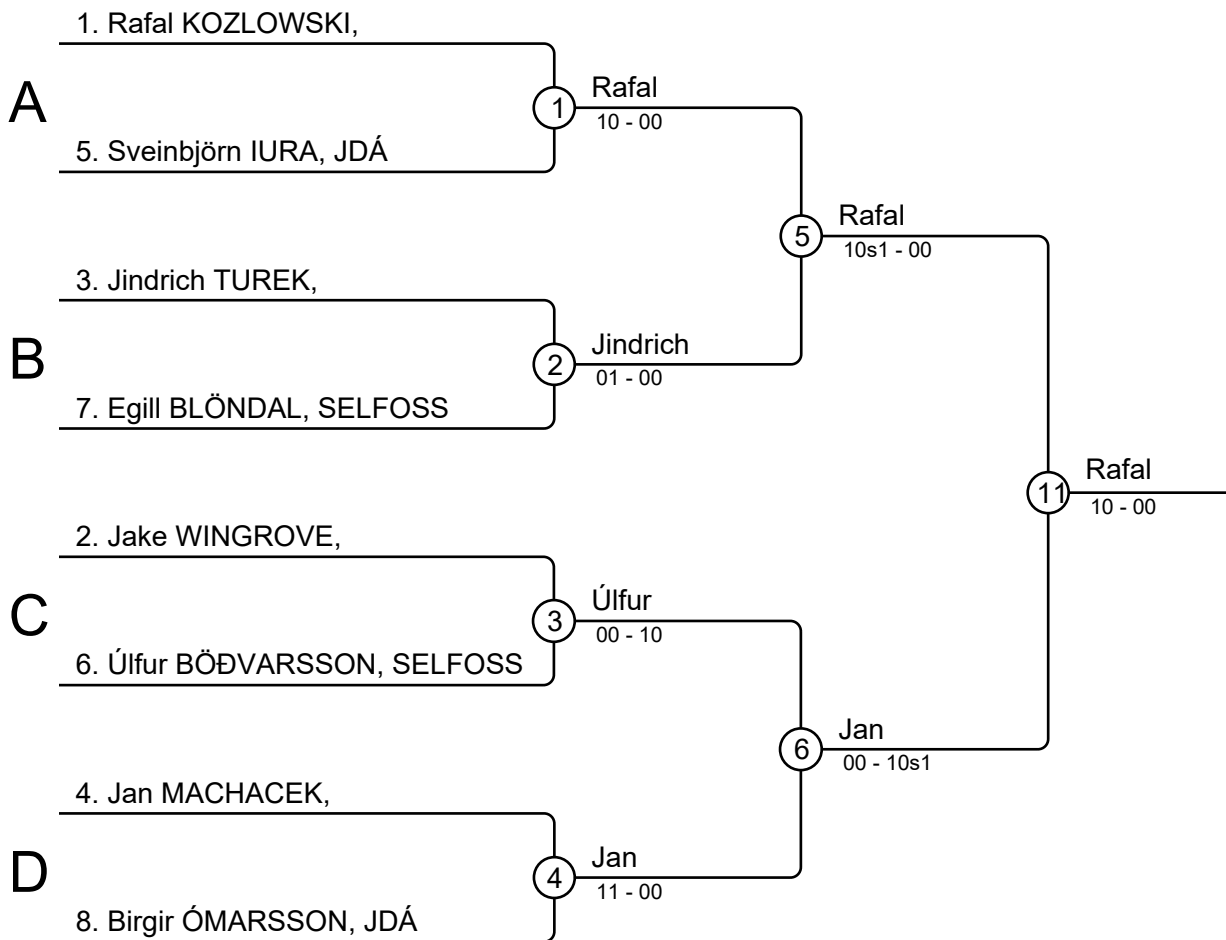 1. Rafal KOZLOWSKI,
A
1
Rafal
10 - 00
5. Sveinbjörn IURA, JDÁ
5
Rafal
10s1 - 00
3. Jindrich TUREK,
B
2
Jindrich
01 - 00
7. Egill BLÖNDAL, SELFOSS
11
Rafal
10 - 00
2. Jake WINGROVE,
C
3
Úlfur
00 - 10
6. Úlfur BÖÐVARSSON, SELFOSS
6
Jan
00 - 10s1
4. Jan MACHACEK,
D
4
Jan
11 - 00
8. Birgir ÓMARSSON, JDÁ